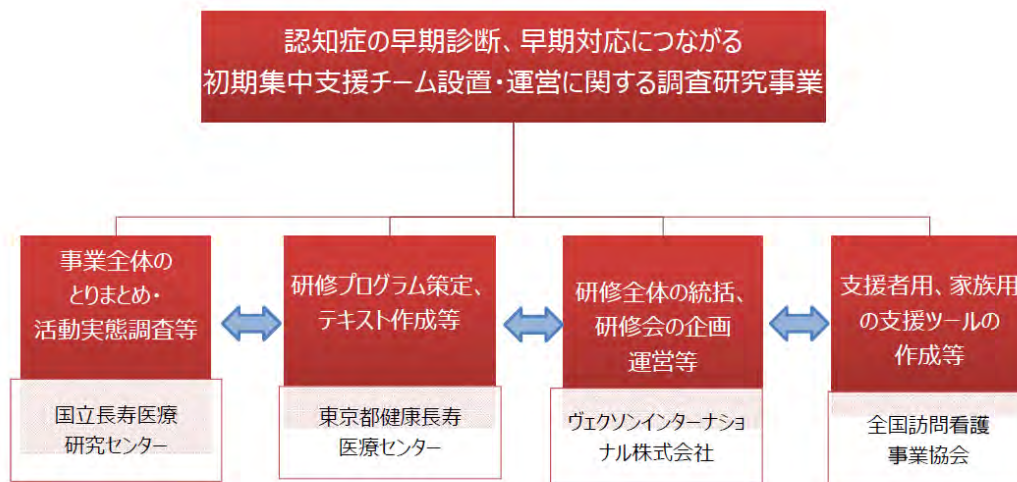 認知症の早期診断、早期対応につながる
初期集中支援チーム設置・運営に関する調査研究事業
事業全体の
とりまとめ・
活動実態調査等
国立長寿医療
研究センター
研修プログラム策定、
テキスト作成等
東京都健康長寿
医療センター
研修全体の統括、
研修会の企画
運営等
ヴェクソンインターナショ
ナル株式会社
支援者用、家族用
の支援ツールの
作成等
全国訪問看護
事業協会